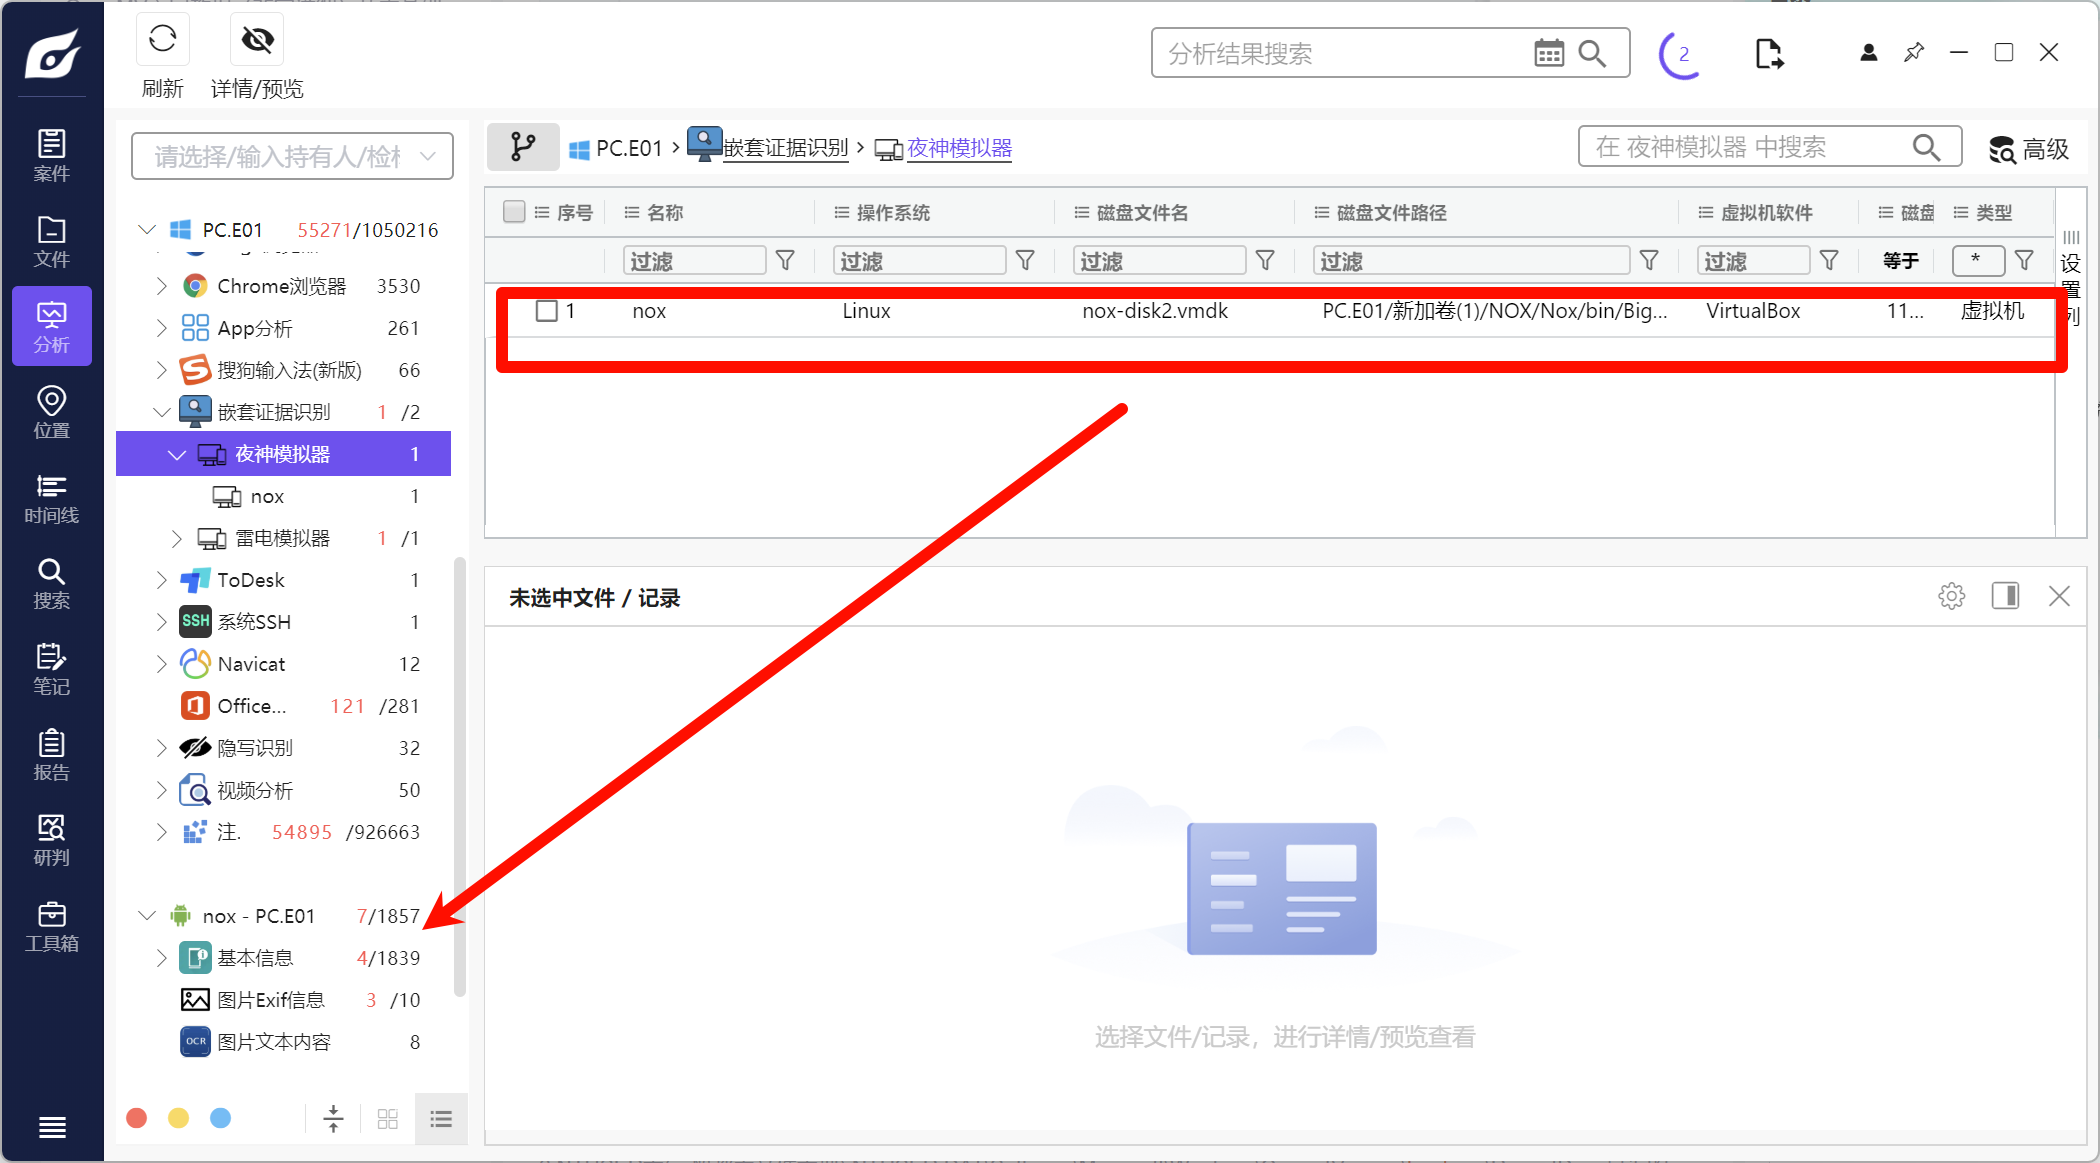 刷新
详情/预览
分析结果搜索
2
案件
文件
分析
位置
时间线
搜索
笔记
报告
研判
工具箱
请选择/输入持有人/检
PC.E01 55271/1050216
Chrome浏览器 3530
App分析 261
搜狗输入法(新版) 66
嵌套证据识别 1 /2
夜神模拟器 1
nox 1
雷电模拟器 1 /1
ToDesk 1
SSH 系统SSH 1
Navicat 12
Office... 121 /281
隐写识别 32
视频分析 50
注. 54895 /926663
nox - PC.E01 7/1857
基本信息 4/1839
图片Exif信息 3 /10
OCR 图片文本内容 8
PC.E01 > 嵌套证据识别 > 夜神模拟器
在 夜神模拟器 中搜索
高级
序号 名称 操作系统 磁盘文件名 磁盘文件路径 虚拟机软件 磁盘 类型
过滤 过滤 过滤 过滤 过滤 等于 *
1 nox Linux nox-disk2.vmdk PC.E01/新加卷(1)/NOX/Nox/bin/Big... VirtualBox 11... 虚拟机
设置列
未选中文件 / 记录
选择文件/记录，进行详情/预览查看